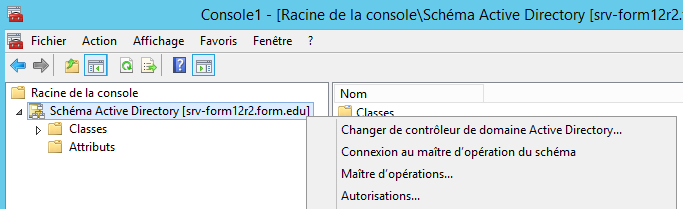 Console1 - [Racine de la console\Schéma Active Directory [srv-form12r2.
Fichier Action Affichage Favoris Fenêtre ?
Racine de la console
Schéma Active Directory [srv-form12r2.form.edu]
Classes
Attributs
Nom
Classes
Changer de contrôleur de domaine Active Directory...
Connexion au maître d'opération du schéma
Maître d'opérations...
Autorisations...